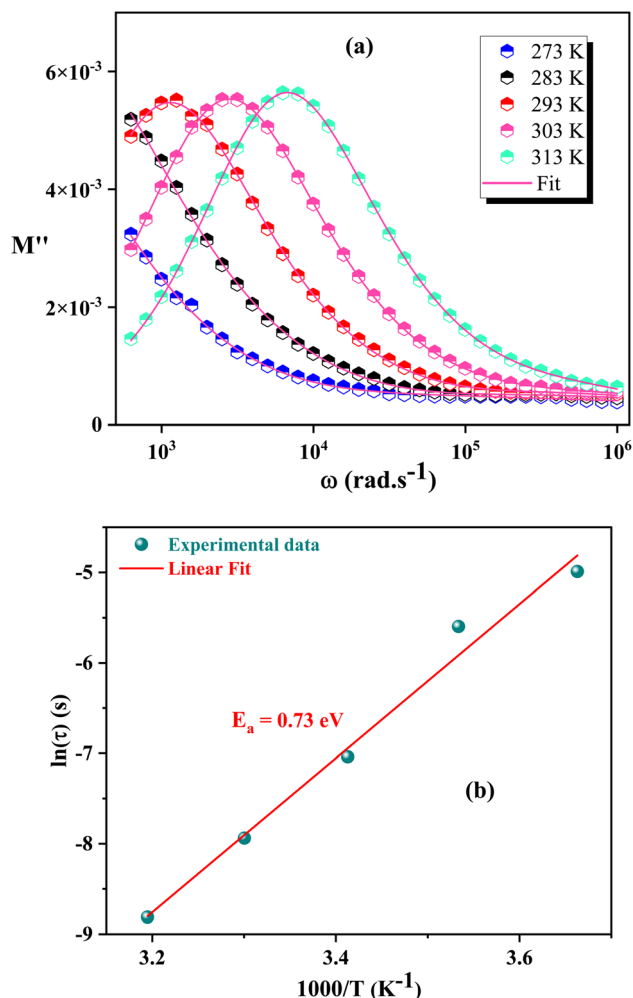 (a)
273 K
283 K
293 K
303 K
313 K
Fit
6×10⁻³
4×10⁻³
2×10⁻³
0
M''
10³ 10⁴ 10⁵ 10⁶
ω (rad.s⁻¹)
Experimental data
Linear Fit
-5
-6
-7
-8
-9
ln(τ) (s)
Eₐ = 0.73 eV
(b)
3.2 3.4 3.6
1000/T (K⁻¹)